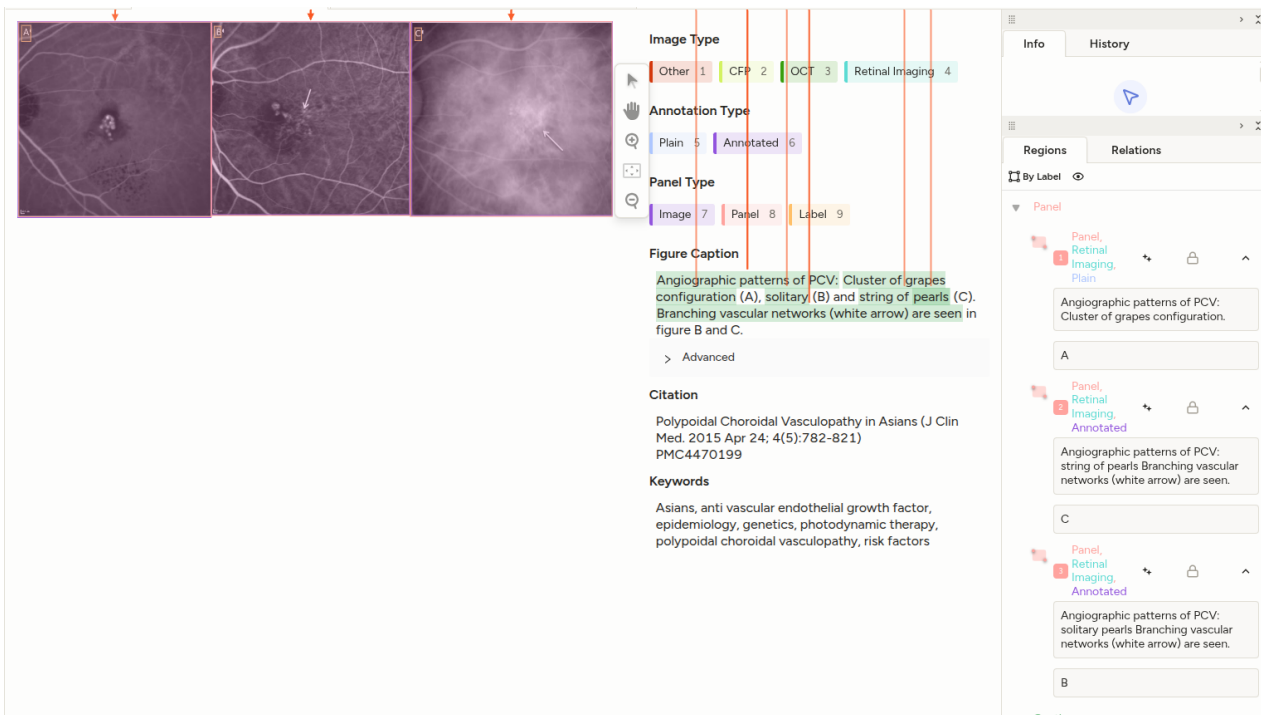 A
B
C
Image Type
Other 1 CFP 2 OCT 3 Retinal Imaging 4
Annotation Type
Plain 5 Annotated 6
Panel Type
Image 7 Panel 8 Label 9
Figure Caption
Angiographic patterns of PCV: Cluster of grapes
configuration (A), solitary (B) and string of pearls (C).
Branching vascular networks (white arrow) are seen in
figure B and C.
Advanced
Citation
Polypoidal Choroidal Vasculopathy in Asians (J Clin
Med. 2015 Apr 24; 4(5):782-821)
PMC4470199
Keywords
Asians, anti vascular endothelial growth factor,
epidemiology, genetics, photodynamic therapy,
polypoidal choroidal vasculopathy, risk factors
Info History
Regions Relations
By Label
Panel
1
Panel,
Retinal
Imaging,
Plain
Angiographic patterns of PCV:
Cluster of grapes configuration.
A
2
Panel,
Retinal
Imaging,
Annotated
Angiographic patterns of PCV:
string of pearls Branching vascular
networks (white arrow) are seen.
C
3
Panel,
Retinal
Imaging,
Annotated
Angiographic patterns of PCV:
solitary pearls Branching vascular
networks (white arrow) are seen.
B